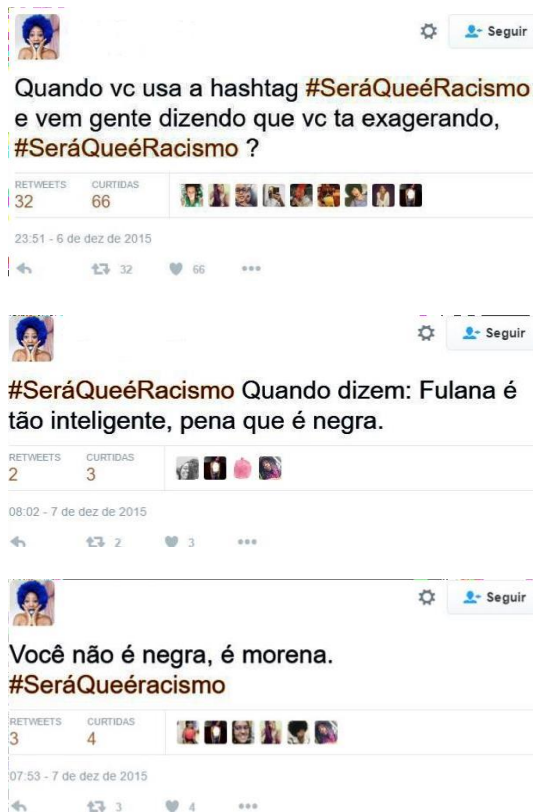 Seguir
Quando vc usa a hashtag #SeráQueéRacismo
e vem gente dizendo que vc ta exagerando,
#SeráQueéRacismo ?
RETWEETS CURTIDAS
32 66
23:51 - 6 de dez de 2015
32 66
Seguir
#SeráQueéRacismo Quando dizem: Fulana é
tão inteligente, pena que é negra.
RETWEETS CURTIDAS
2 3
08:02 - 7 de dez de 2015
2 3
Seguir
Você não é negra, é morena.
#SeráQueéracismo
RETWEETS CURTIDAS
3 4
07:53 - 7 de dez de 2015
3 4